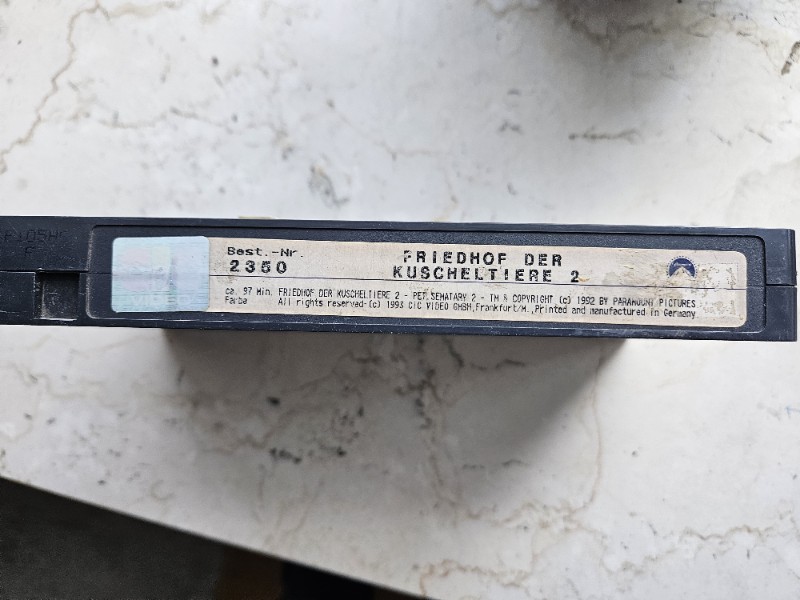 Best.-Nr.
2350
FRIEDHOF DER
KUSCHELTIERE 2
ca. 97 Min. FRIEDHOF DER KUSCHELTIERE 2 - PET SEMATARY 2 - TM & COPYRIGHT (c) 1992 BY PARAMOUNT PICTURES
Farbe All rights reserved-(c) 1993 CIC VIDEO GMBH,Frankfurt/M.,Printed and manufactured in Germany